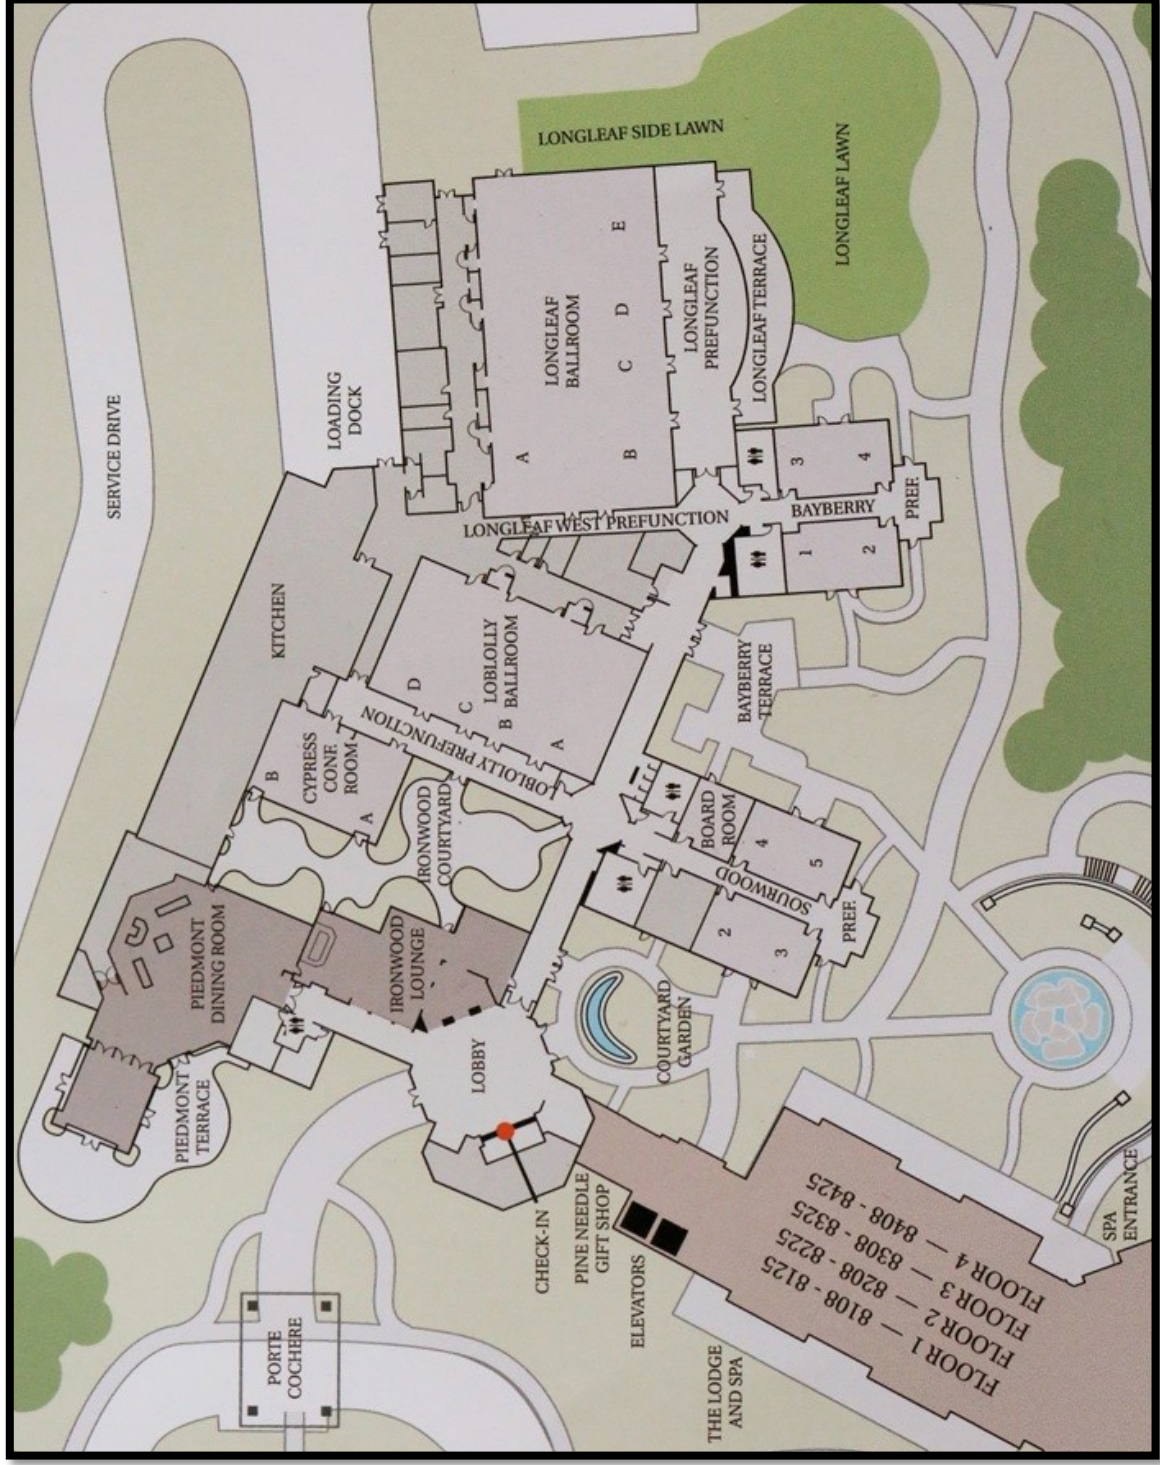 LONGLEAF SIDE LAWN
LONGLEAF LAWN
LONGLEAF
BALLROOM
A
B
C
D
E
LONGLEAF
PREFUNCTION
LONGLEAF TERRACE
SERVICE DRIVE
LOADING
DOCK
LONGLEAF WEST PREFUNCTION
BAYBERRY
1
2
3
4
PREF.
KITCHEN
LOBLOLLY
BALLROOM
A
B
C
D
LOBLOLLY PREFUNCTION
BAYBERRY
TERRACE
CYPRESS
CONF.
ROOM
A
B
IRONWOOD
COURTYARD
BOARD
ROOM
SOURWOOD
2
3
4
5
PREF.
PIEDMONT
DINING ROOM
IRONWOOD
LOUNGE
LOBBY
COURTYARD
GARDEN
PIEDMONT
TERRACE
CHECK-IN
PINE NEEDLE
GIFT SHOP
ELEVATORS
PORTE
COCHERE
THE LODGE
AND SPA
SPA
ENTRANCE
FLOOR 1 — 8108 - 8125
FLOOR 2 — 8208 - 8225
FLOOR 3 — 8308 - 8325
FLOOR 4 — 8408 - 8425